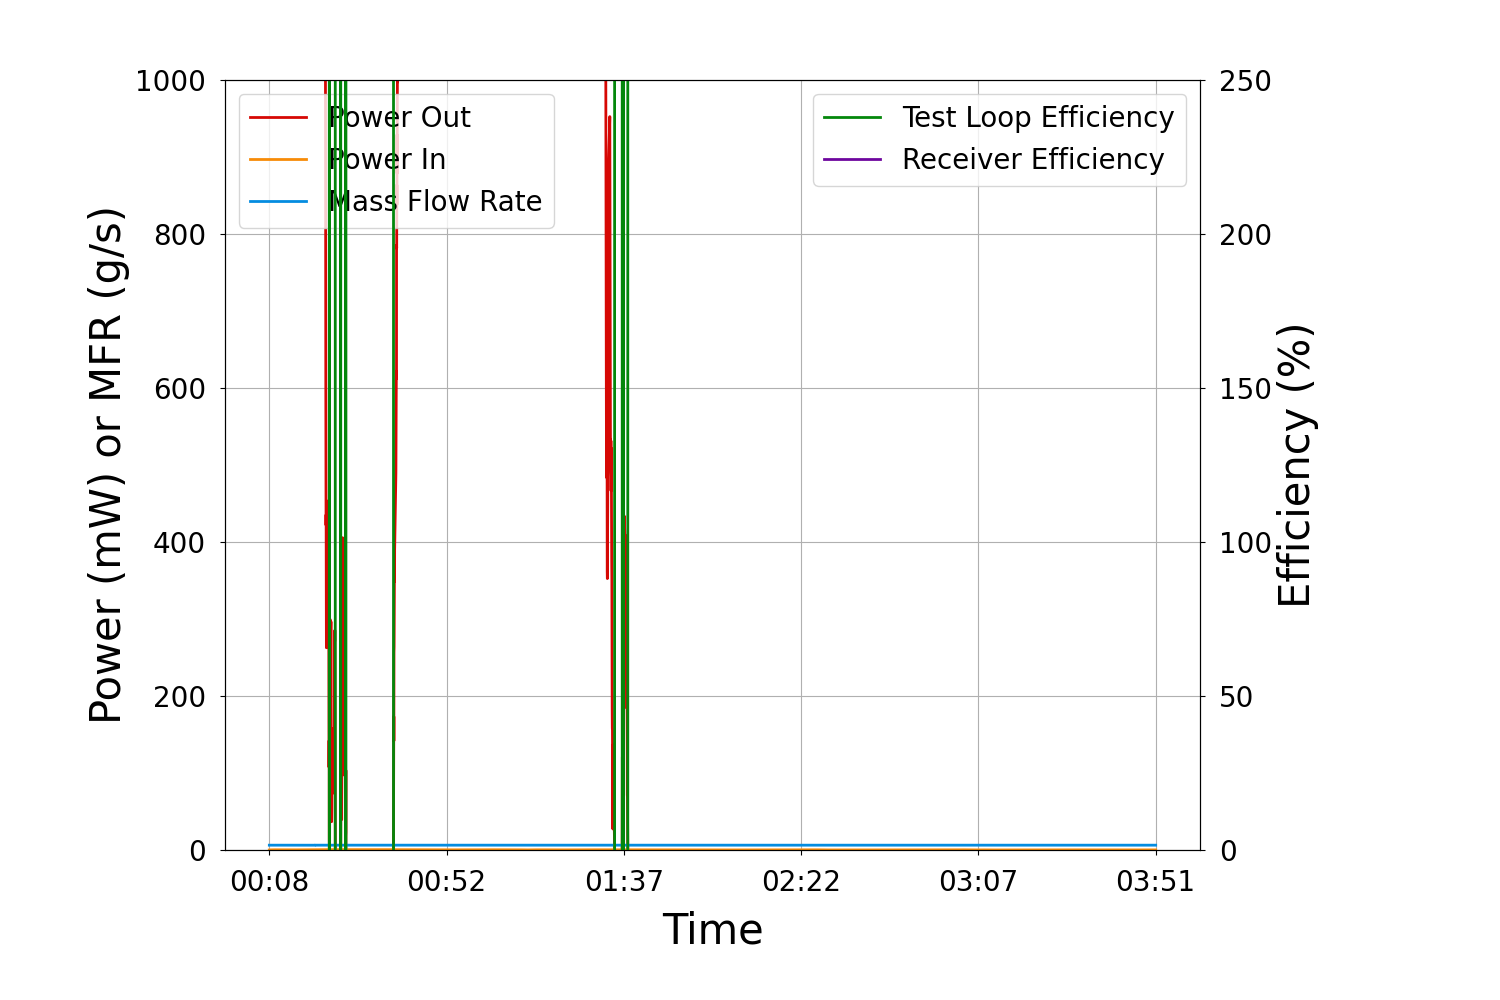 1000
800
600
400
200
0
Power (mW) or MFR (g/s)
Power Out
Power In
Mass Flow Rate
Test Loop Efficiency
Receiver Efficiency
250
200
150
100
50
0
Efficiency (%)
00:08 00:52 01:37 02:22 03:07 03:51
Time